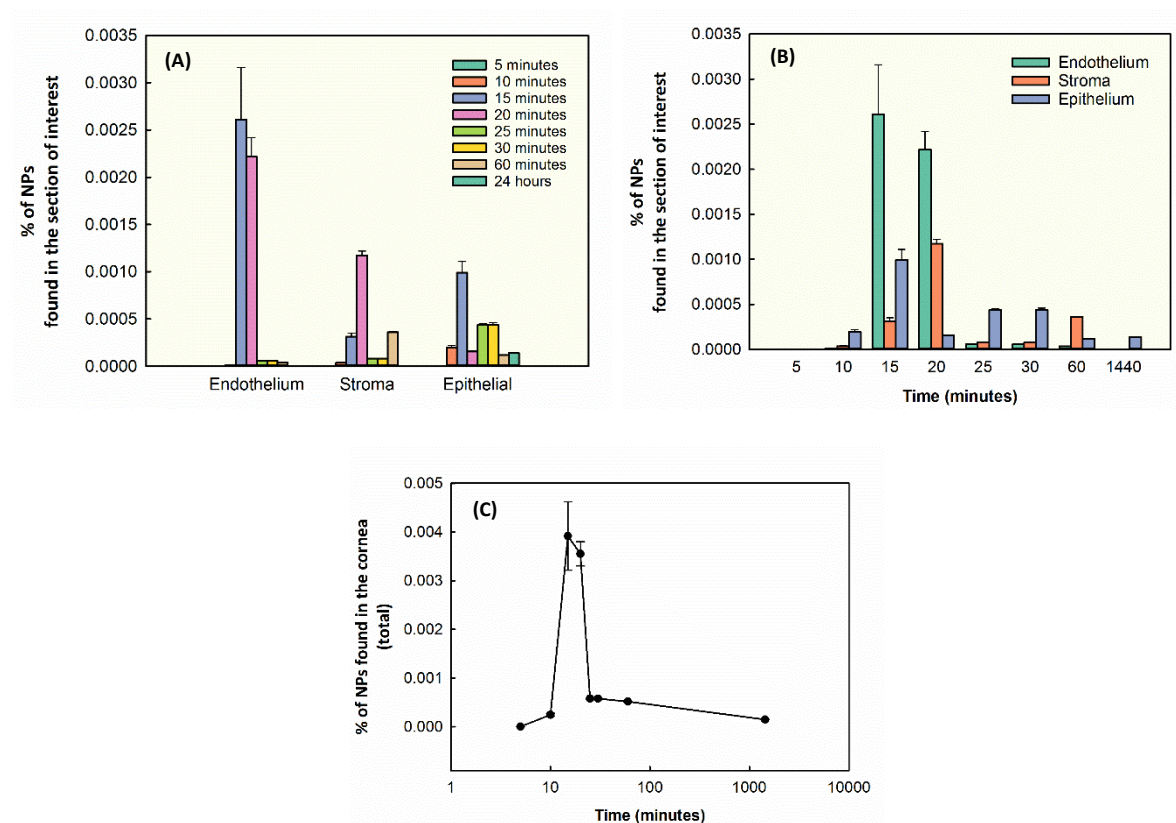 (A)
% of NPs
found in the section of interest
0.0035
0.0030
0.0025
0.0020
0.0015
0.0010
0.0005
0.0000
5 minutes
10 minutes
15 minutes
20 minutes
25 minutes
30 minutes
60 minutes
24 hours
Endothelium Stroma Epithelial
(B)
% of NPs
found in the section of interest
0.0035
0.0030
0.0025
0.0020
0.0015
0.0010
0.0005
0.0000
Endothelium
Stroma
Epithelium
5 10 15 20 25 30 60 1440
Time (minutes)
(C)
% of NPs found in the cornea
(total)
0.005
0.004
0.003
0.002
0.001
0.000
1 10 100 1000 10000
Time (minutes)